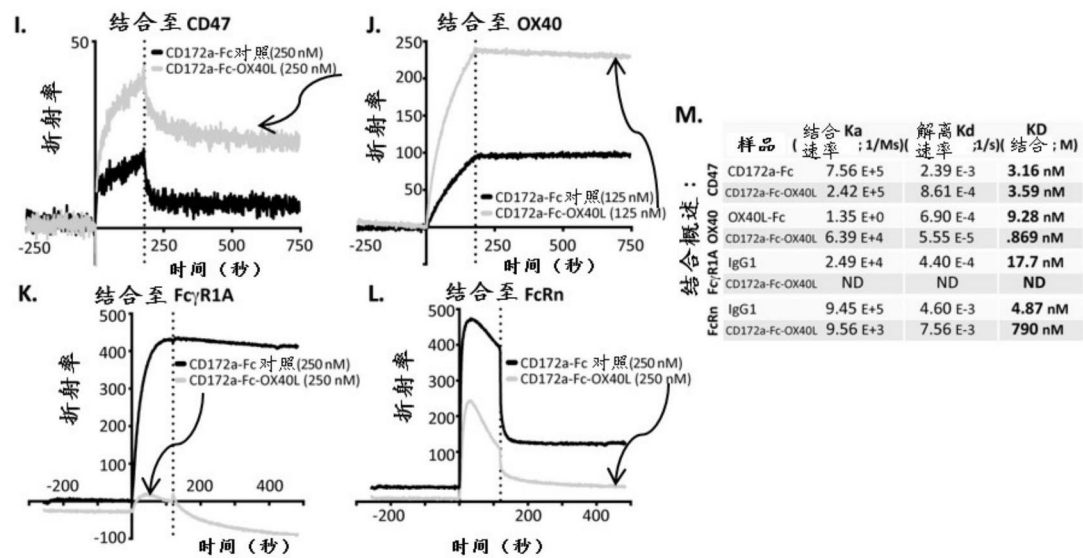 I.
结合至 CD47
50
CD172a-Fc 对照(250 nM)
CD172a-Fc-OX40L (250 nM)
折射率
-250
0
250
500
750
时间 (秒)
J.
结合至 OX40
250
200
150
100
50
折射率
CD172a-Fc 对照(125 nM)
CD172a-Fc-OX40L (125 nM)
-250
0
250
500
750
时间 (秒)
K.
结合至 FcγR1A
500
400
300
200
100
-100
折射率
CD172a-Fc 对照(250 nM)
CD172a-Fc-OX40L (250 nM)
-200
0
200
400
时间 (秒)
L.
结合至 FcRn
500
400
300
200
100
折射率
CD172a-Fc 对照(250 nM)
CD172a-Fc-OX40L (250 nM)
-200
0
200
400
时间 (秒)
M.
结合概述:
样品 (结合速率 Ka ; 1/Ms)( 解离速率 Kd ;1/s)( KD 结合 ; M)
CD47
CD172a-Fc 7.56 E+5 2.39 E-3 3.16 nM
CD172a-Fc-OX40L 2.42 E+5 8.61 E-4 3.59 nM
OX40
OX40L-Fc 1.35 E+0 6.90 E-4 9.28 nM
CD172a-Fc-OX40L 6.39 E+4 5.55 E-5 .869 nM
FcγR1A
IgG1 2.49 E+4 4.40 E-4 17.7 nM
CD172a-Fc-OX40L ND ND ND
FcRn
IgG1 9.45 E+5 4.60 E-3 4.87 nM
CD172a-Fc-OX40L 9.56 E+3 7.56 E-3 790 nM